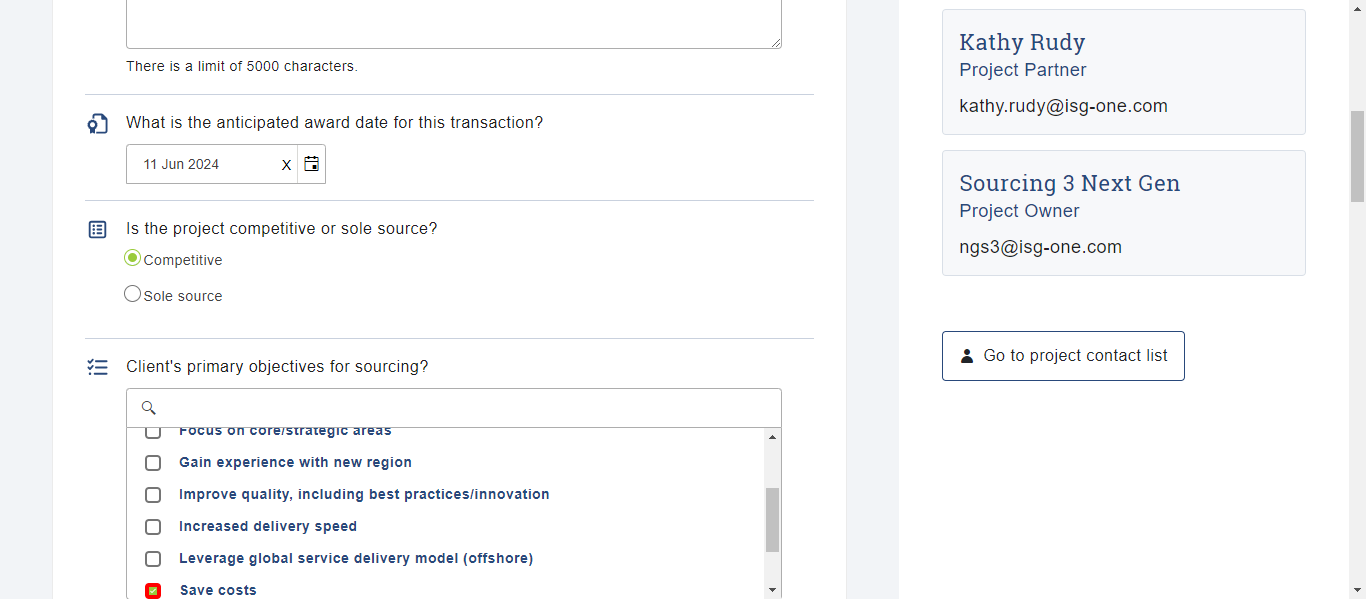 There is a limit of 5000 characters.
What is the anticipated award date for this transaction?
11 Jun 2024 X
Is the project competitive or sole source?
Competitive
Sole source
Client's primary objectives for sourcing?
Focus on core/strategic areas
Gain experience with new region
Improve quality, including best practices/innovation
Increased delivery speed
Leverage global service delivery model (offshore)
Save costs
Kathy Rudy
Project Partner
kathy.rudy@isg-one.com
Sourcing 3 Next Gen
Project Owner
ngs3@isg-one.com
Go to project contact list